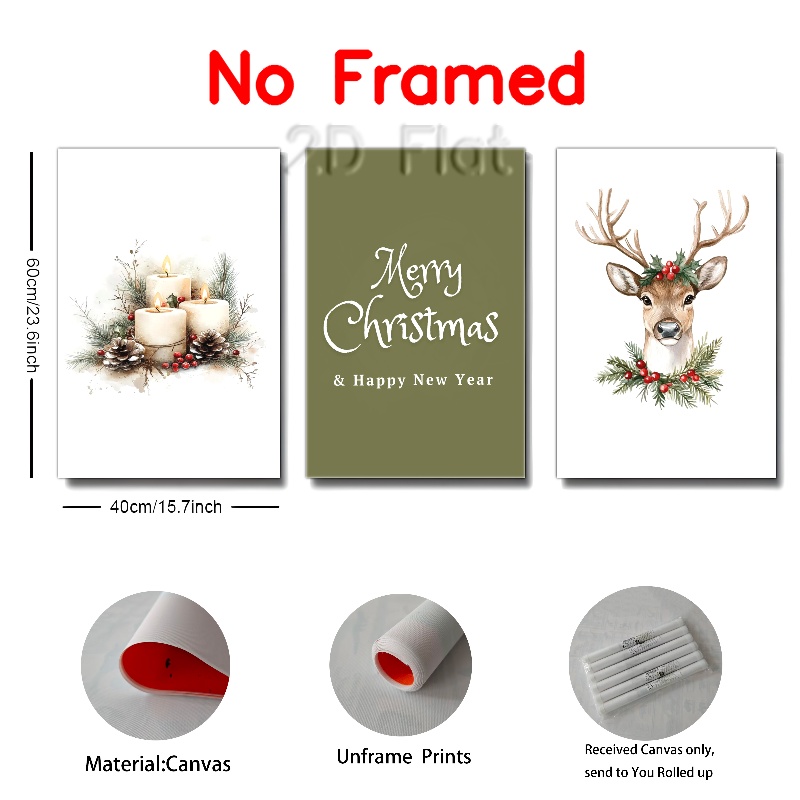 No Framed
2D Flat
60cm/23.6inch
Merry
Christmas
& Happy New Year
40cm/15.7inch
Material:Canvas
Unframe Prints
Received Canvas only,
send to You Rolled up